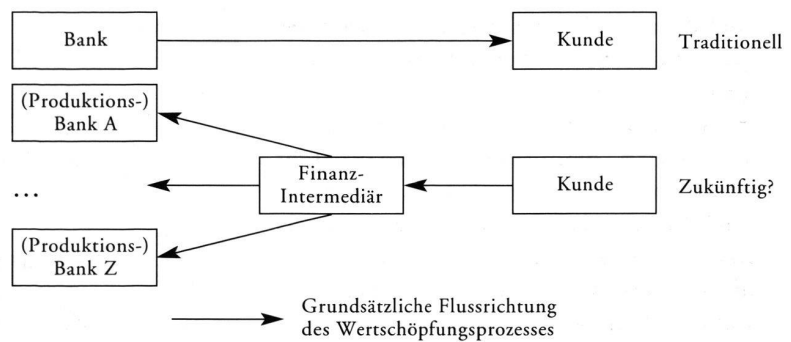 Bank
Kunde
Traditionell
(Produktions-)
Bank A
...
Finanz-
Intermediär
Kunde
Zukünftig?
(Produktions-)
Bank Z
Grundsätzliche Flussrichtung
des Wertschöpfungsprozesses